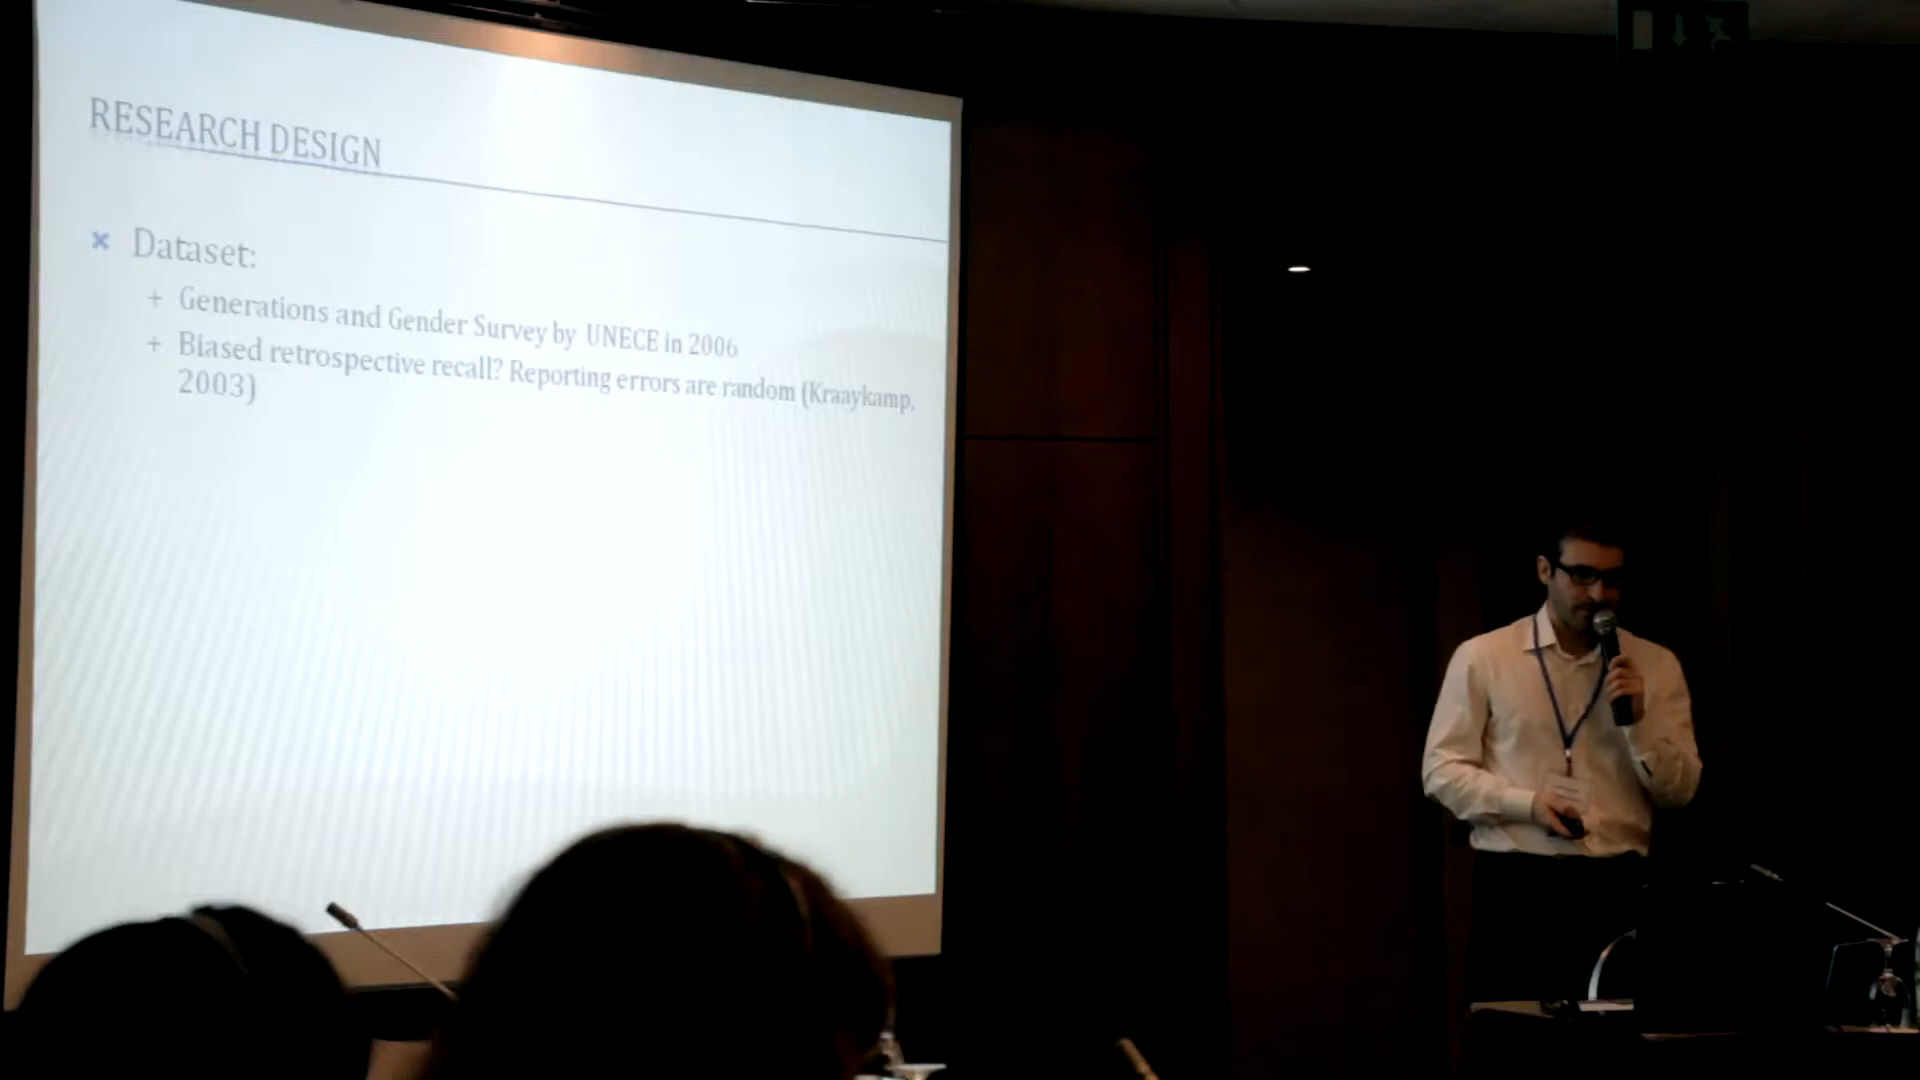 RESEARCH DESIGN
Dataset:
+ Generations and Gender Survey by UNECE in 2006
+ Biased retrospective recall? Reporting errors are random (Kraaykamp,
2003)